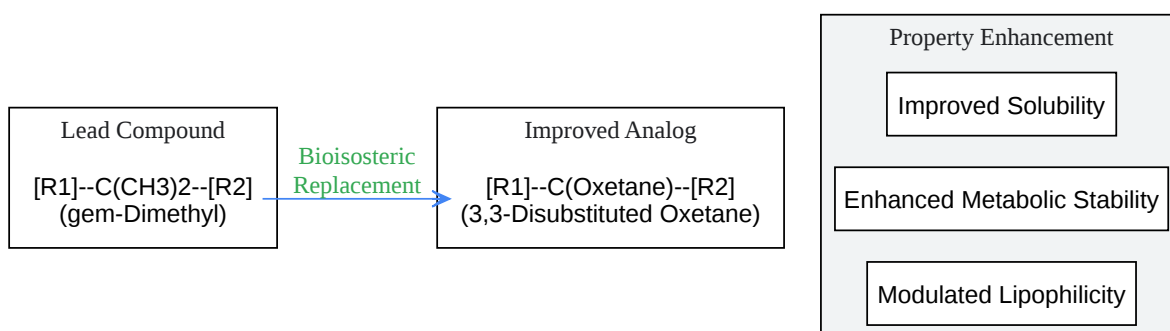 Lead Compound
[R1]--C(CH3)2--[R2]
(gem-Dimethyl)
Bioisosteric
Replacement
Improved Analog
[R1]--C(Oxetane)--[R2]
(3,3-Disubstituted Oxetane)
Property Enhancement
Improved Solubility
Enhanced Metabolic Stability
Modulated Lipophilicity